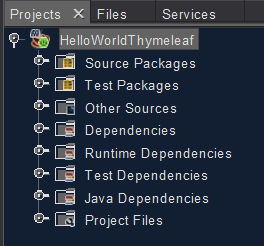 Projects Files Services
HelloWorldThymeleaf
Source Packages
Test Packages
Other Sources
Dependencies
Runtime Dependencies
Test Dependencies
Java Dependencies
Project Files